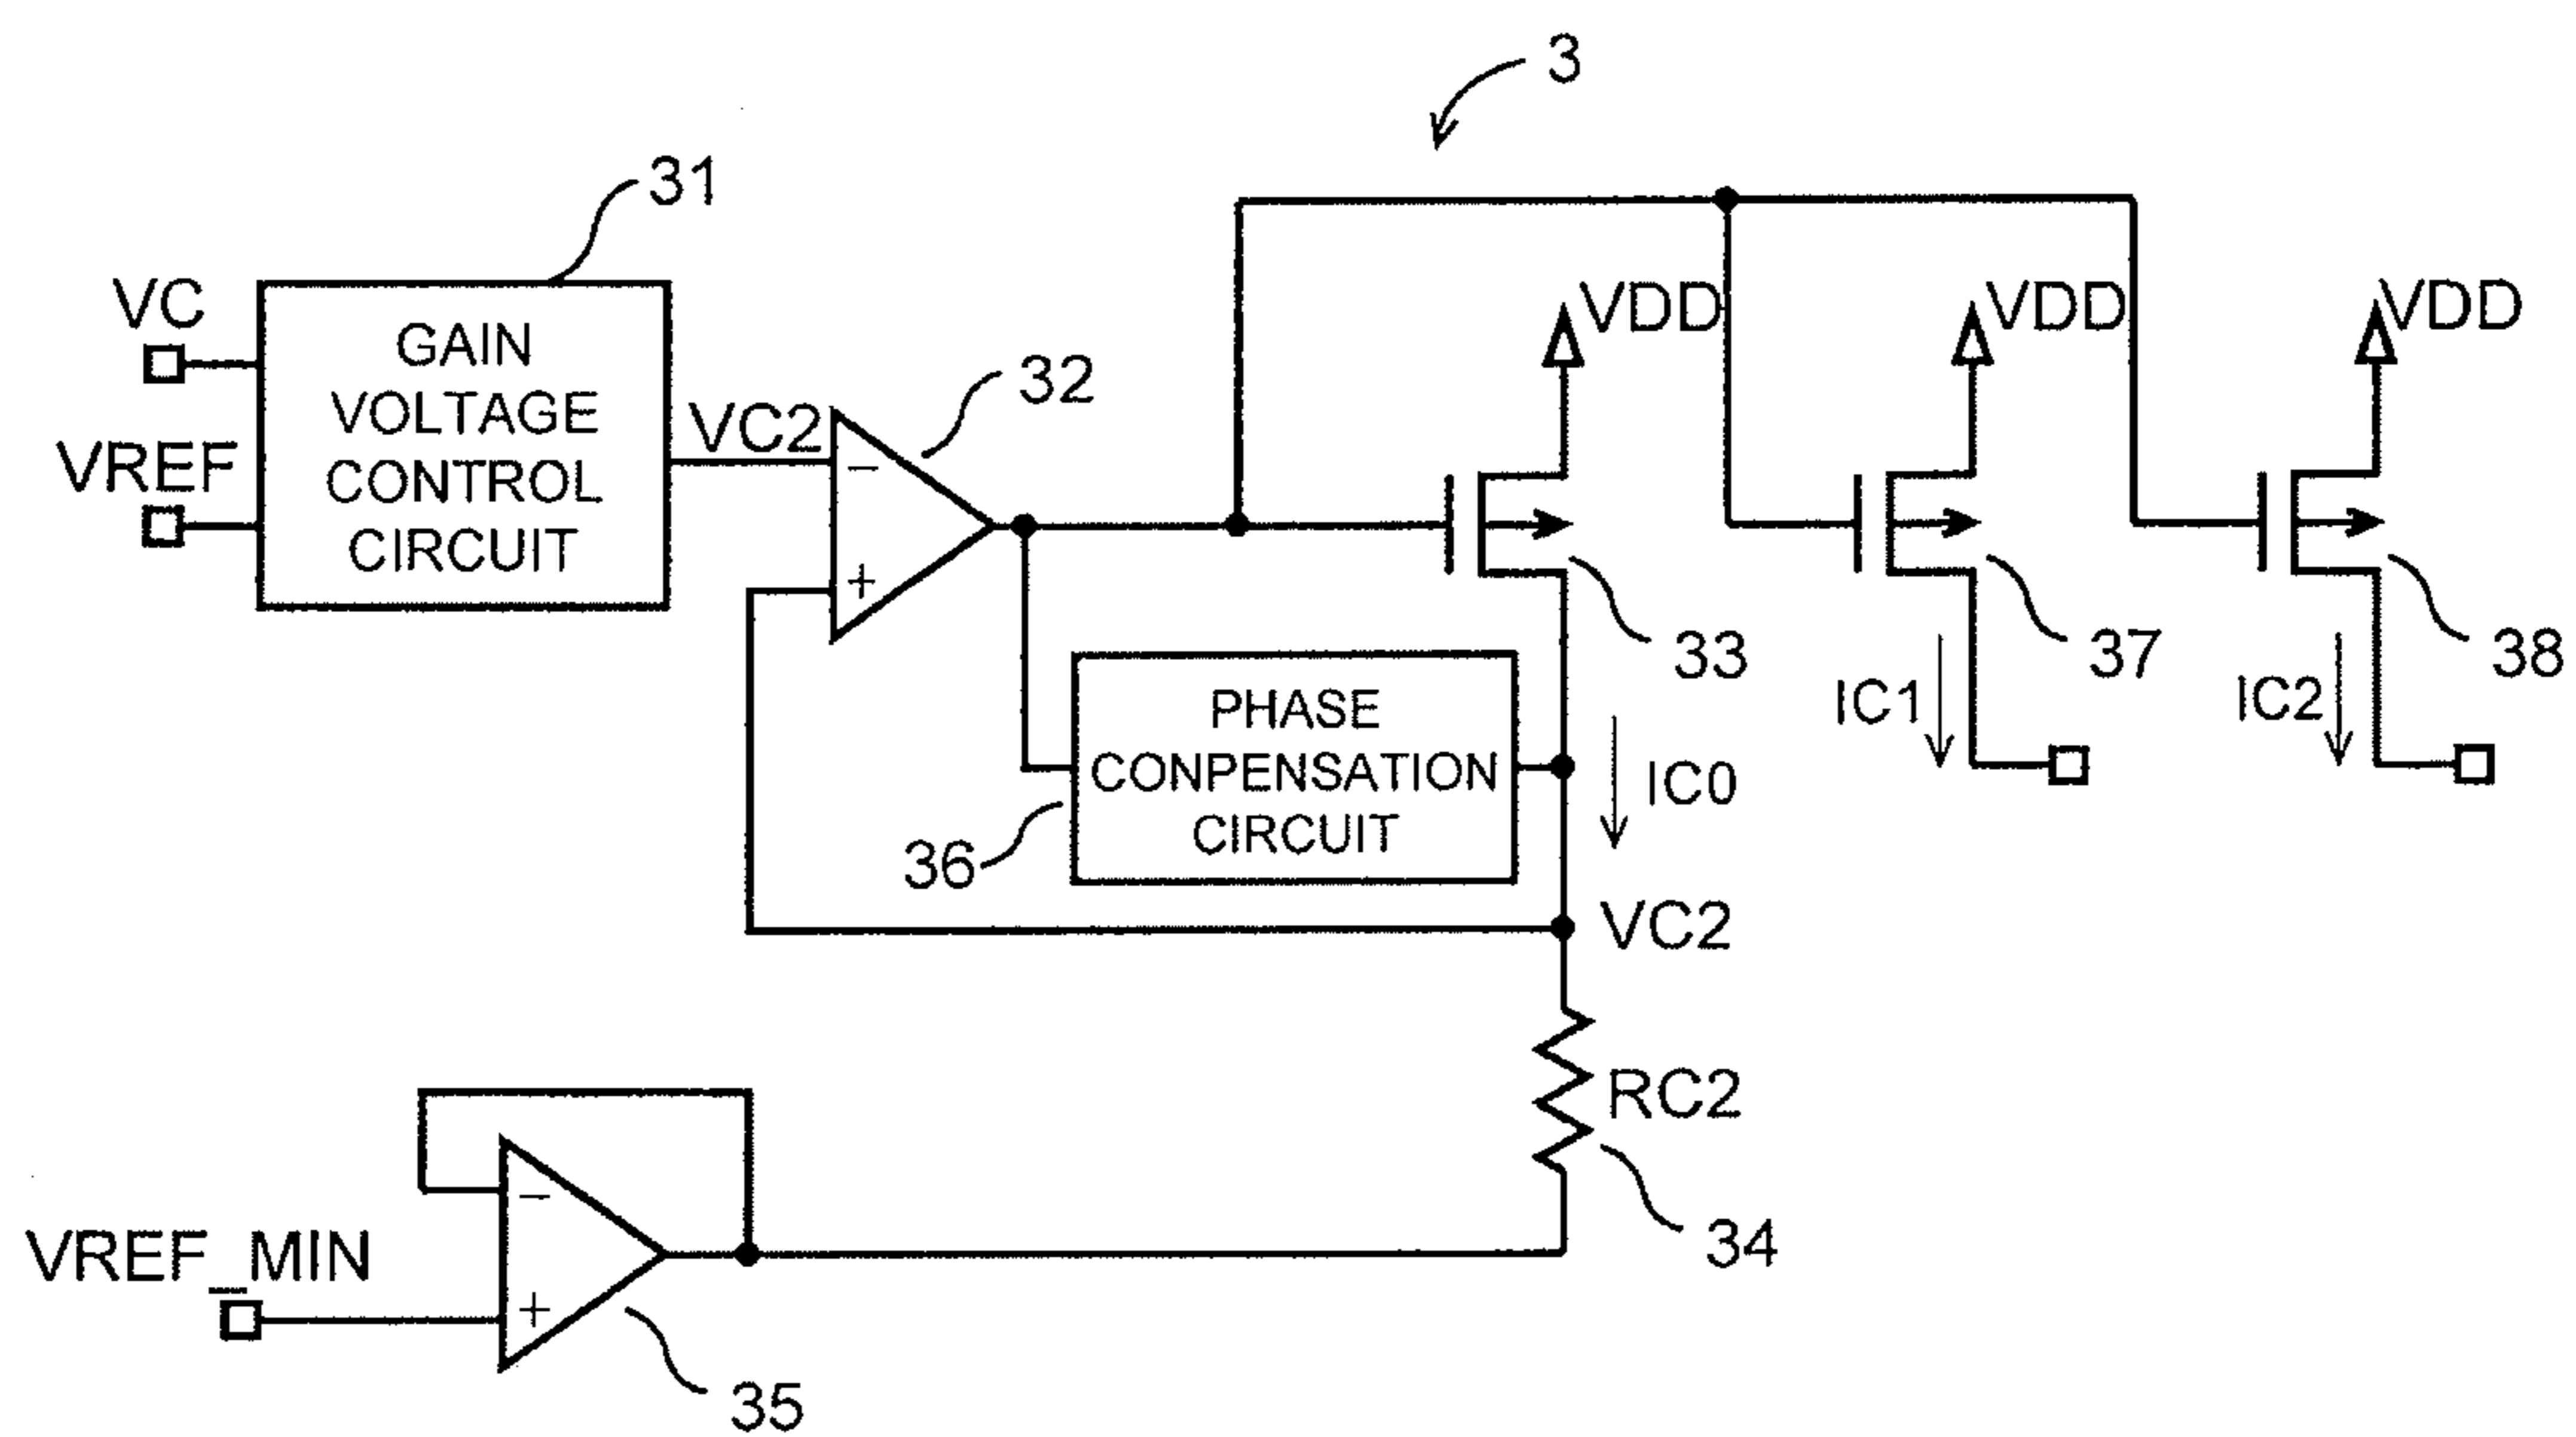 3
31
VC
VREF
GAIN
VOLTAGE
CONTROL
CIRCUIT
VC2
32
−
+
VDD
VDD
VDD
33
37
38
IC1
IC2
PHASE
CONPENSATION
CIRCUIT
36
IC0
VC2
RC2
34
VREF_MIN
−
+
35